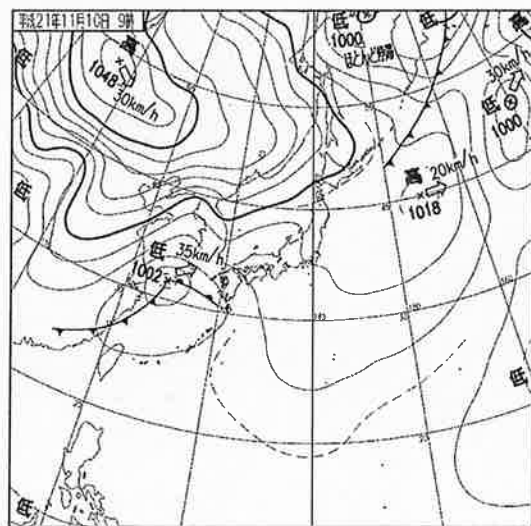 平成21年11月10日 9時
低
高
1048
30km/h
低
1000
ほとんど停滞
低
30km/h
低
1000
高
20km/h
1018
低
低
35km/h
1002
低
低